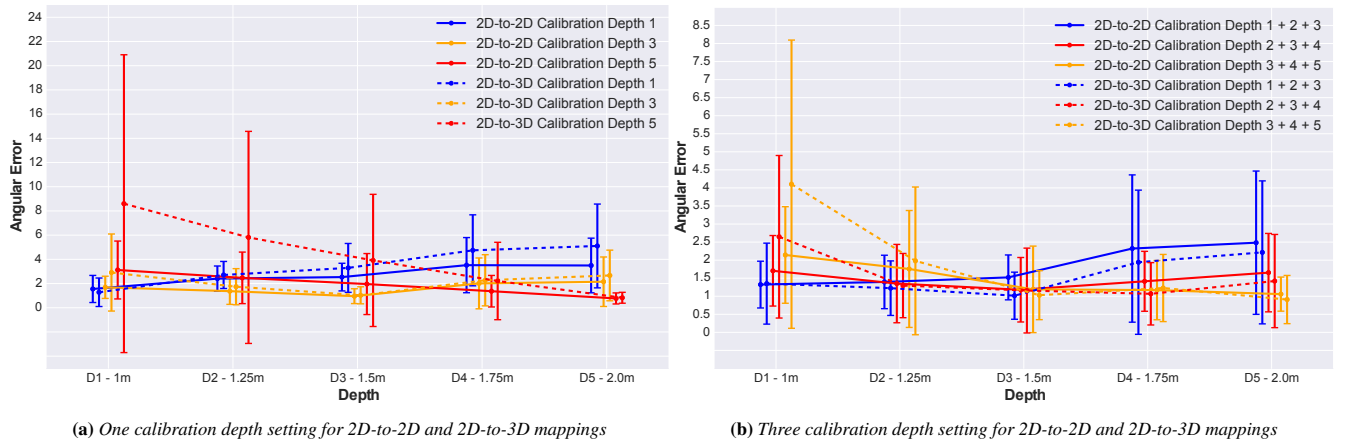 24
22
20
18
16
14
12
10
8
6
4
2
0
Angular Error
2D-to-2D Calibration Depth 1
2D-to-2D Calibration Depth 3
2D-to-2D Calibration Depth 5
2D-to-3D Calibration Depth 1
2D-to-3D Calibration Depth 3
2D-to-3D Calibration Depth 5
D1 - 1m
D2 - 1.25m
D3 - 1.5m
D4 - 1.75m
D5 - 2.0m
Depth
(a) One calibration depth setting for 2D-to-2D and 2D-to-3D mappings
8.5
8
7.5
7
6.5
6
5.5
5
4.5
4
3.5
3
2.5
2
1.5
1
0.5
0
Angular Error
2D-to-2D Calibration Depth 1 + 2 + 3
2D-to-2D Calibration Depth 2 + 3 + 4
2D-to-2D Calibration Depth 3 + 4 + 5
2D-to-3D Calibration Depth 1 + 2 + 3
2D-to-3D Calibration Depth 2 + 3 + 4
2D-to-3D Calibration Depth 3 + 4 + 5
D1 - 1m
D2 - 1.25m
D3 - 1.5m
D4 - 1.75m
D5 - 2.0m
Depth
(b) Three calibration depth setting for 2D-to-2D and 2D-to-3D mappings